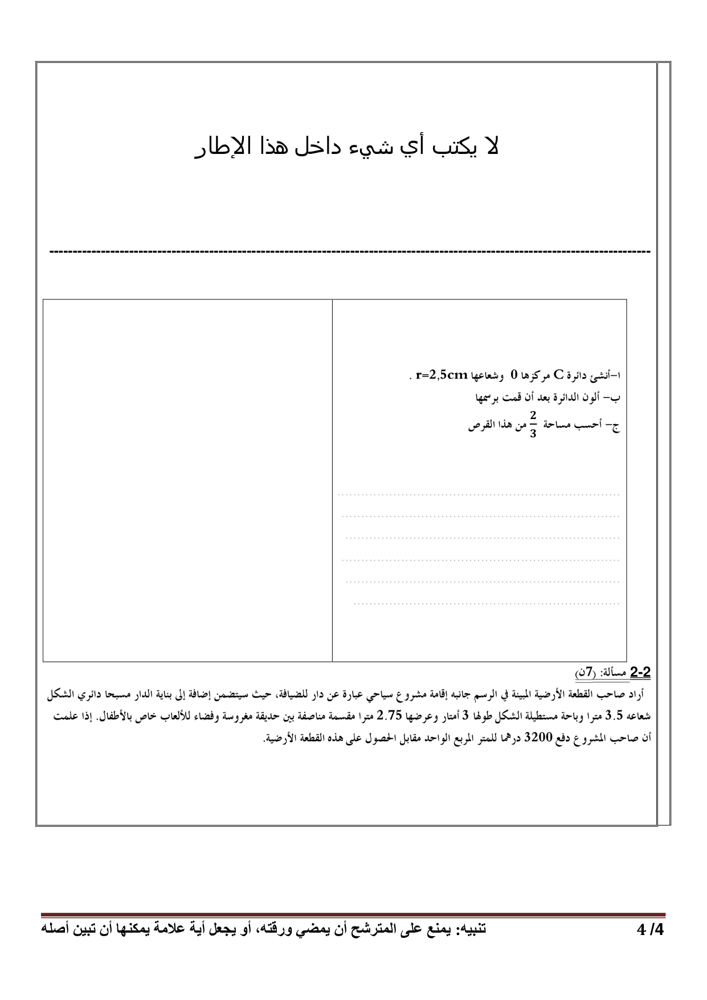 لا يكتب أي شيء داخل هذا الإطار
ا-أنشئ دائرة C مركزها 0 وشعاعها r=2,5cm .
ب- ألون الدائرة بعد أن قمت برسمها
ج- أحسب مساحة 2/3 من هذا القرص
2-2 مسألة: (7ن)
أراد صاحب القطعة الأرضية المبينة في الرسم جانبه إقامة مشروع سياحي عبارة عن دار للضيافة، حيث سيتضمن إضافة إلى بناية الدار مسبحا دائري الشكل
شعاعه 3.5 مترا وباحة مستطيلة الشكل طولها 3 أمتار وعرضها 2.75 مترا مقسمة مناصفة بين حديقة مغروسة وفضاء للألعاب خاص بالأطفال. إذا علمت
أن صاحب المشروع دفع 3200 درهما للمتر المربع الواحد مقابل الحصول على هذه القطعة الأرضية.
4 /4 تنبيه: يمنع على المترشح أن يمضي ورقته، أو يجعل أية علامة يمكنها أن تبين أصله